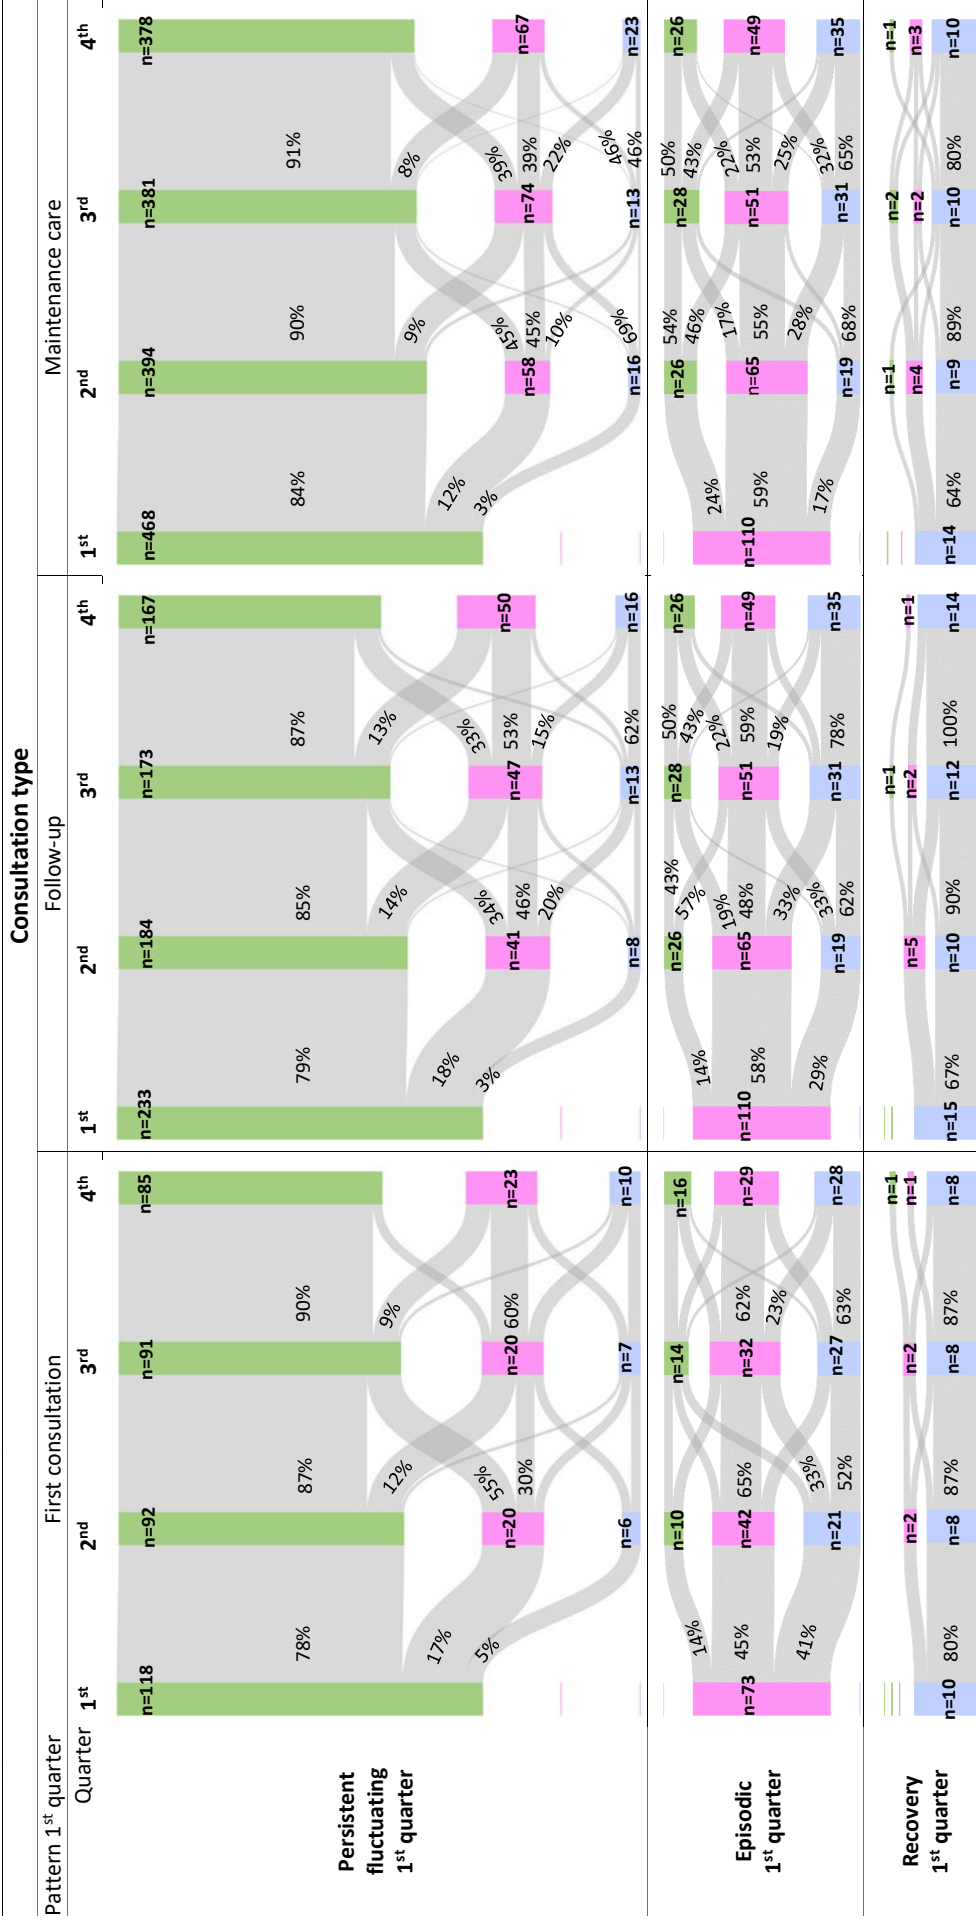 Consultation type
Pattern 1st quarter
First consultation
Follow-up
Maintenance care
Quarter
1st
2nd
3rd
4th
1st
2nd
3rd
4th
1st
2nd
3rd
4th
Persistent
fluctuating
1st quarter
n=118
78%
17%
5%
n=92
n=20
n=6
87%
12%
55%
30%
n=91
n=20
n=7
90%
9%
60%
n=85
n=23
n=10
n=233
79%
18%
3%
n=184
n=41
n=8
85%
14%
34%
46%
20%
n=173
n=47
n=13
87%
13%
33%
53%
15%
62%
n=167
n=50
n=16
n=468
84%
12%
3%
n=394
n=58
n=16
90%
9%
45%
45%
10%
69%
n=381
n=74
n=13
91%
8%
39%
39%
22%
46%
46%
n=378
n=67
n=23
Episodic
1st quarter
n=73
14%
45%
41%
n=10
n=42
n=21
65%
33%
52%
n=14
n=32
n=27
62%
23%
63%
n=16
n=29
n=28
n=110
14%
58%
29%
n=26
n=65
n=19
43%
57%
19%
48%
33%
33%
62%
n=28
n=51
n=31
50%
43%
22%
59%
19%
78%
n=26
n=49
n=35
n=110
24%
59%
17%
n=26
n=65
n=19
54%
46%
17%
55%
28%
68%
n=28
n=51
n=31
50%
43%
22%
53%
25%
32%
65%
n=26
n=49
n=35
Recovery
1st quarter
n=10
80%
n=2
n=8
87%
n=2
n=8
87%
n=1
n=1
n=8
n=15
67%
n=5
n=10
90%
n=1
n=2
n=12
100%
n=1
n=14
n=14
64%
n=1
n=4
n=9
89%
n=2
n=2
n=10
80%
n=1
n=3
n=10